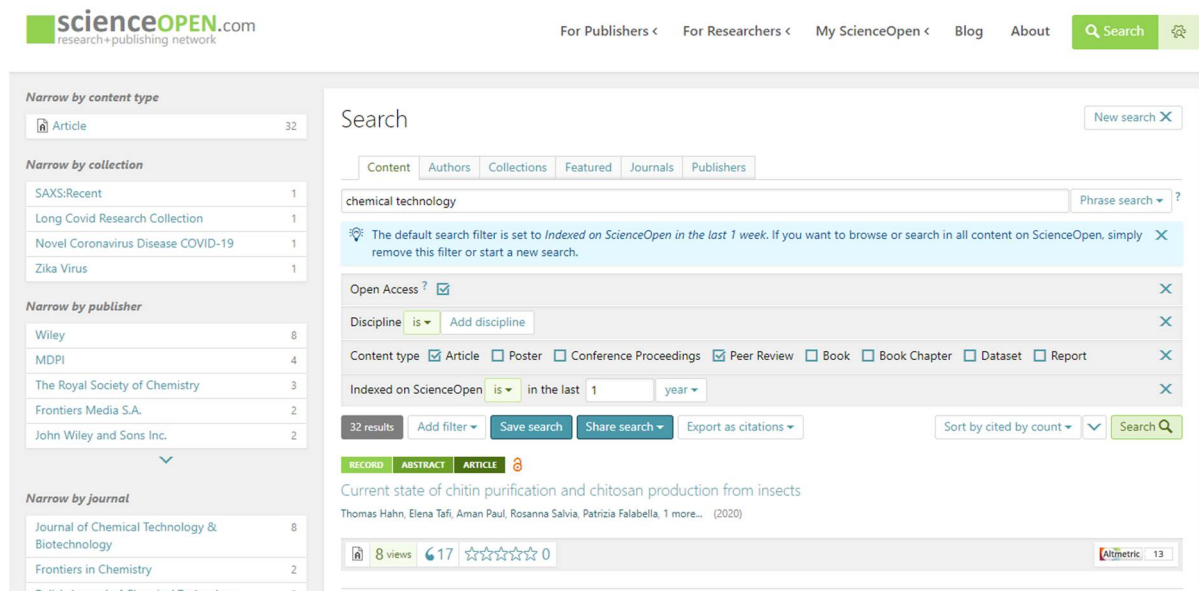 scienceOPEN.com
research+publishing network
For Publishers <
For Researchers <
My ScienceOpen <
Blog
About
Search
Narrow by content type
Article 32
Narrow by collection
SAXS:Recent 1
Long Covid Research Collection 1
Novel Coronavirus Disease COVID-19 1
Zika Virus 1
Narrow by publisher
Wiley 8
MDPI 4
The Royal Society of Chemistry 3
Frontiers Media S.A. 2
John Wiley and Sons Inc. 2
Narrow by journal
Journal of Chemical Technology & 8
Biotechnology
Frontiers in Chemistry 2
Search
New search X
Content Authors Collections Featured Journals Publishers
chemical technology Phrase search ?
The default search filter is set to Indexed on ScienceOpen in the last 1 week. If you want to browse or search in all content on ScienceOpen, simply X
remove this filter or start a new search.
Open Access ? X
Discipline is Add discipline X
Content type Article Poster Conference Proceedings Peer Review Book Book Chapter Dataset Report X
Indexed on ScienceOpen is in the last 1 year X
32 results Add filter Save search Share search Export as citations Sort by cited by count Search
RECORD ABSTRACT ARTICLE
Current state of chitin purification and chitosan production from insects
Thomas Hahn, Elena Tafi, Aman Paul, Rosanna Salvia, Patrizia Falabella, 1 more... (2020)
8 views 17 0 Altmetric 13